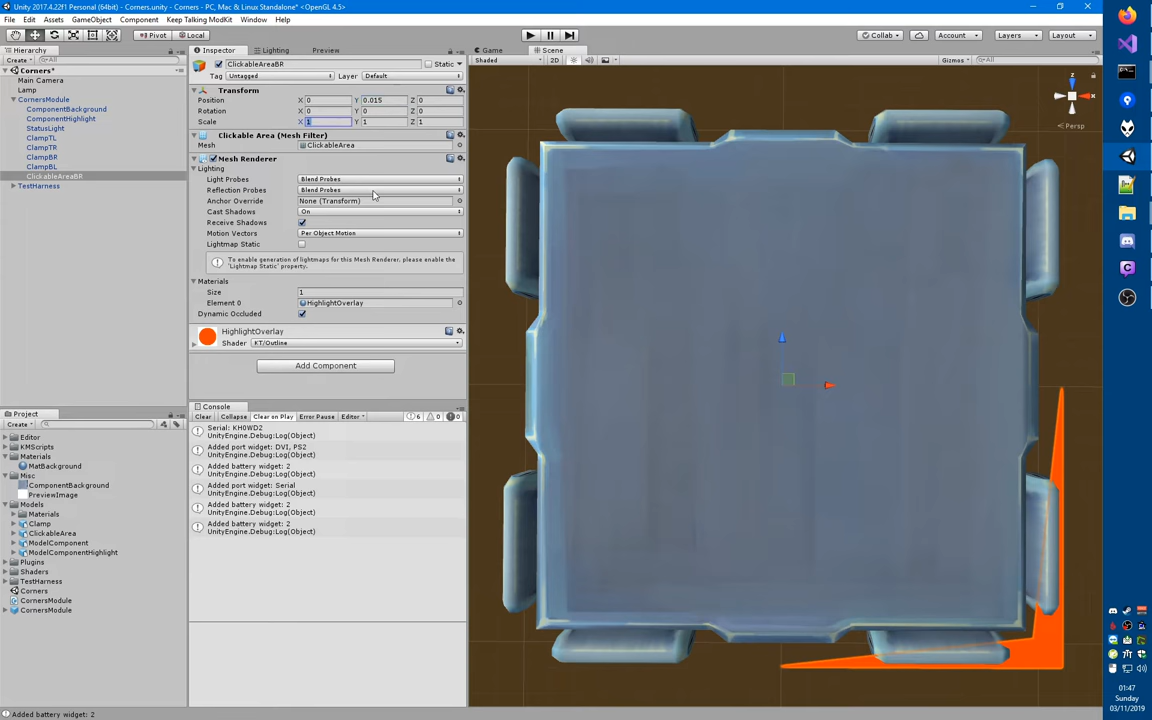 Unity 2017.4.22f1 Personal (64bit) - Corners.unity - Corners - PC, Mac & Linux Standalone* <OpenGL 4.5>
File Edit Assets GameObject Component Keep Talking ModKit Window Help
Pivot Local Collab Account Layers Layout
Hierarchy
Create All
Corners*
Main Camera
Lamp
CornersModule
ComponentBackground
ComponentHighlight
StatusLight
ClampTL
ClampTR
ClampBR
ClampBL
ClickableAreaBR
TestHarness
Inspector Lighting Preview
ClickableAreaBR Static
Tag Untagged Layer Default
Transform
Position X 0 Y 0.015 Z 0
Rotation X 0 Y 0 Z 0
Scale X 1 Y 1 Z 1
Clickable Area (Mesh Filter)
Mesh ClickableArea
Mesh Renderer
Lighting
Light Probes Blend Probes
Reflection Probes Blend Probes
Anchor Override None (Transform)
Cast Shadows On
Receive Shadows
Motion Vectors Per Object Motion
Lightmap Static
To enable generation of lightmaps for this Mesh Renderer, please enable the
'Lightmap Static' property.
Materials
Size 1
Element 0 HighlightOverlay
Dynamic Occluded
HighlightOverlay
Shader KT/Outline
Add Component
Game Scene
Shaded 2D Gizmos All
z
x
Persp
Project
Create
Editor
KMScripts
Materials
MatBackground
Misc
ComponentBackground
PreviewImage
Models
Materials
Clamp
ClickableArea
ModelComponent
ModelComponentHighlight
Plugins
Shaders
TestHarness
Corners
CornersModule
CornersModule
Console
Clear Collapse Clear on Play Error Pause Editor 6 0 0
Serial: KH0WD2
UnityEngine.Debug:Log(Object)
Added port widget: DVI, PS2
UnityEngine.Debug:Log(Object)
Added battery widget: 2
UnityEngine.Debug:Log(Object)
Added port widget: Serial
UnityEngine.Debug:Log(Object)
Added battery widget: 2
UnityEngine.Debug:Log(Object)
Added battery widget: 2
UnityEngine.Debug:Log(Object)
Added battery widget: 2
01:47
Sunday
03/11/2019